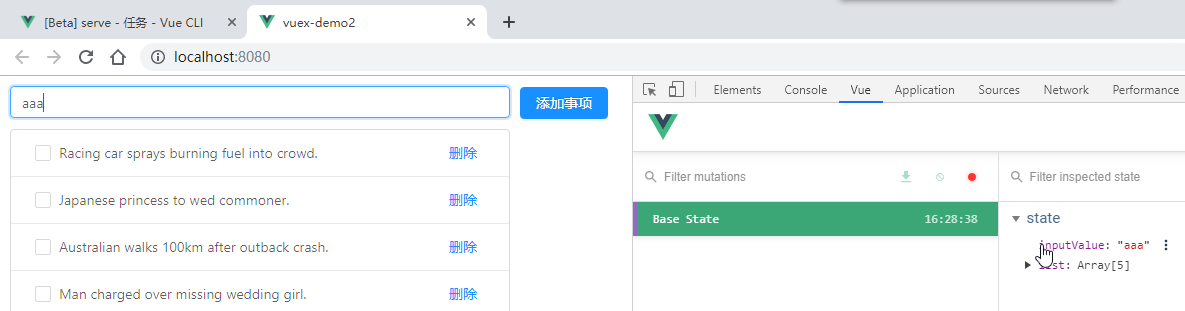 [Beta] serve - 任务 - Vue CLI
vuex-demo2
localhost:8080
aaa
添加事项
Racing car sprays burning fuel into crowd.
删除
Japanese princess to wed commoner.
删除
Australian walks 100km after outback crash.
删除
Man charged over missing wedding girl.
删除
Elements Console Vue Application Sources Network Performance
Filter mutations
Base State 16:28:38
Filter inspected state
state
inputValue: "aaa"
list: Array[5]